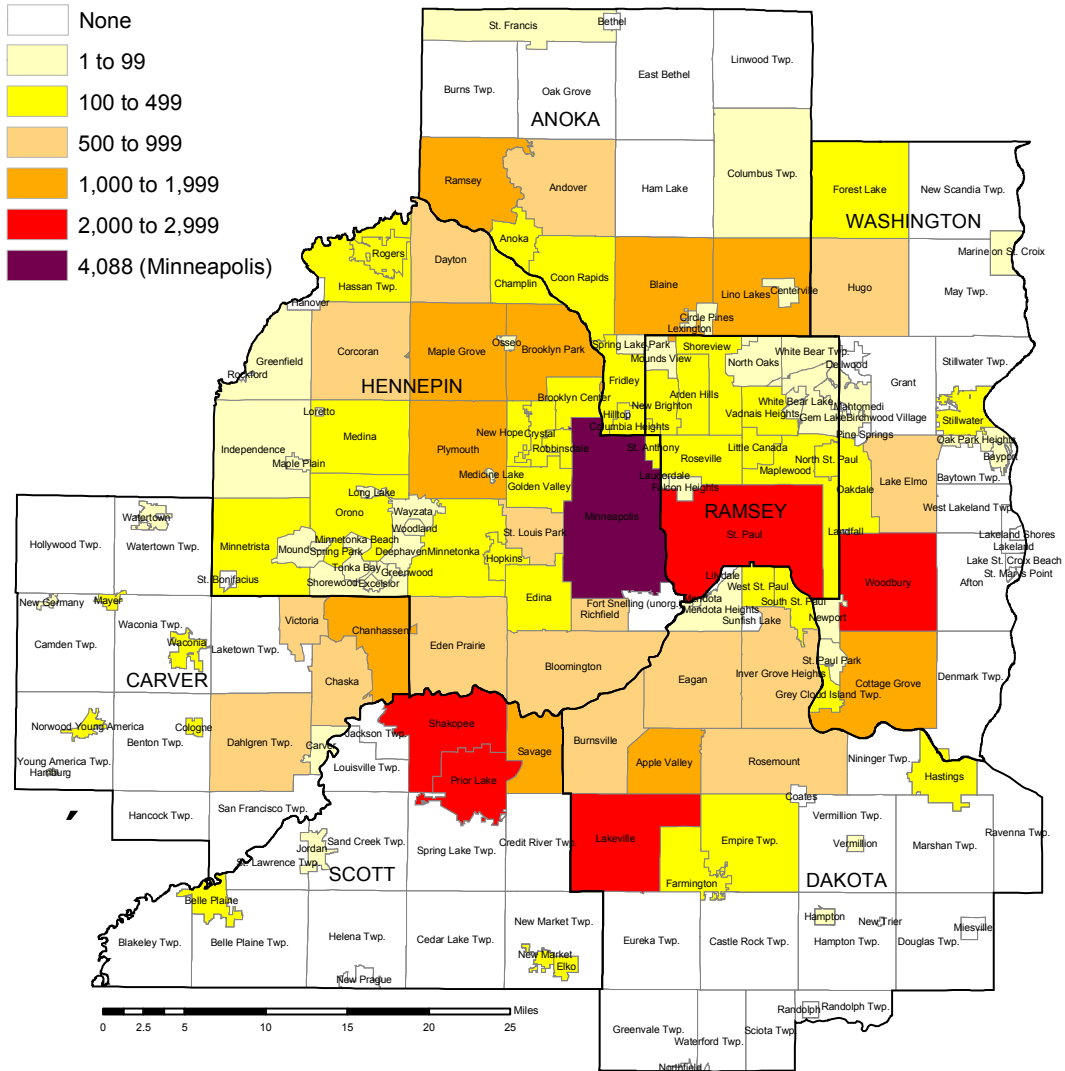 None
1 to 99
100 to 499
500 to 999
1,000 to 1,999
2,000 to 2,999
4,088 (Minneapolis)
St. Francis
Bethel
Burns Twp.
Oak Grove
East Bethel
Linwood Twp.
ANOKA
Ramsey
Andover
Ham Lake
Columbus Twp.
Forest Lake
New Scandia Twp.
WASHINGTON
Anoka
Rogers
Hassan Twp.
Dayton
Champlin
Coon Rapids
Blaine
Lino Lakes
Centerville
Hugo
Marine on St. Croix
May Twp.
Hanover
Circle Pines
Lexington
Greenfield
Rockford
Corcoran
Maple Grove
Osseo
Brooklyn Park
Spring Lake Park
Mounds View
Shoreview
North Oaks
White Bear Twp.
Dellwood
Grant
Stillwater Twp.
HENNEPIN
Fridley
Arden Hills
Brooklyn Center
New Brighton
Hilltop
Columbia Heights
White Bear Lake
Vadnais Heights
Gem Lake
Mahtomedi
Birchwood Village
Stillwater
Loretto
Medina
Independence
Maple Plain
Plymouth
Medicine Lake
New Hope
Crystal
Robbinsdale
Golden Valley
St. Anthony
Roseville
Little Canada
Maplewood
North St. Paul
Pine Springs
Oak Park Heights
Bayport
Baytown Twp.
Lauderdale
Falcon Heights
Oakdale
Lake Elmo
West Lakeland Twp.
Long Lake
Orono
Wayzata
Woodland
Minneapolis
RAMSEY
St. Paul
Landfall
Hollywood Twp.
Watertown
Watertown Twp.
Minnetrista
Mound
Minnetonka Beach
Spring Park
Deephaven
Minnetonka
Tonka Bay
Greenwood
Shorewood
Excelsior
St. Bonifacius
St. Louis Park
Hopkins
Edina
Woodbury
Lakeland Shores
Lakeland
Lake St. Croix Beach
St. Marys Point
Afton
New Germany
Mayer
Waconia Twp.
Camden Twp.
Waconia
Laketown Twp.
CARVER
Victoria
Chanhassen
Chaska
Eden Prairie
Bloomington
Richfield
Fort Snelling (unorg.)
Lilydale
Mendota
Mendota Heights
West St. Paul
South St. Paul
Sunfish Lake
Newport
St. Paul Park
Eagan
Inver Grove Heights
Grey Cloud Island Twp.
Cottage Grove
Denmark Twp.
Norwood Young America
Cologne
Benton Twp.
Young America Twp.
Hamburg
Dahlgren Twp.
Carver
Jackson Twp.
Louisville Twp.
Shakopee
Prior Lake
Savage
Burnsville
Apple Valley
Rosemount
Nininger Twp.
Hastings
Coates
Hancock Twp.
San Francisco Twp.
Sand Creek Twp.
Jordan
St. Lawrence Twp.
SCOTT
Spring Lake Twp.
Credit River Twp.
Lakeville
Empire Twp.
Farmington
Vermillion Twp.
Vermillion
Marshan Twp.
Ravenna Twp.
DAKOTA
Belle Plaine
Blakeley Twp.
Belle Plaine Twp.
Helena Twp.
New Prague
Cedar Lake Twp.
New Market Twp.
New Market
Elko
Eureka Twp.
Castle Rock Twp.
Hampton
Hampton Twp.
New Trier
Douglas Twp.
Miesville
Randolph
Randolph Twp.
Greenvale Twp.
Waterford Twp.
Sciota Twp.
Northfield
Miles
0 2.5 5 10 15 20 25